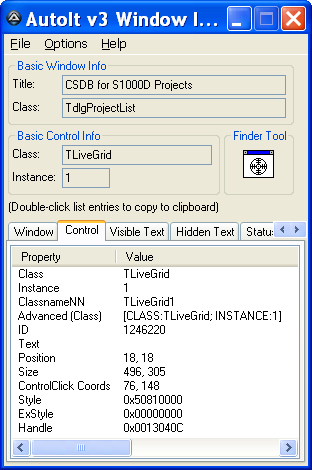 AutoIt v3 Window I...
File Options Help
Basic Window Info
Title: CSDB for S1000D Projects
Class: TdlgProjectList
Basic Control Info Finder Tool
Class: TLiveGrid
Instance: 1
(Double-click list entries to copy to clipboard)
Window Control Visible Text Hidden Text Status
Property Value
Class TLiveGrid
Instance 1
ClassnameNN TLiveGrid1
Advanced (Class) [CLASS:TLiveGrid; INSTANCE:1]
ID 1246220
Text
Position 18, 18
Size 496, 305
ControlClick Coords 76, 148
Style 0x50810000
ExStyle 0x00000000
Handle 0x0013040C